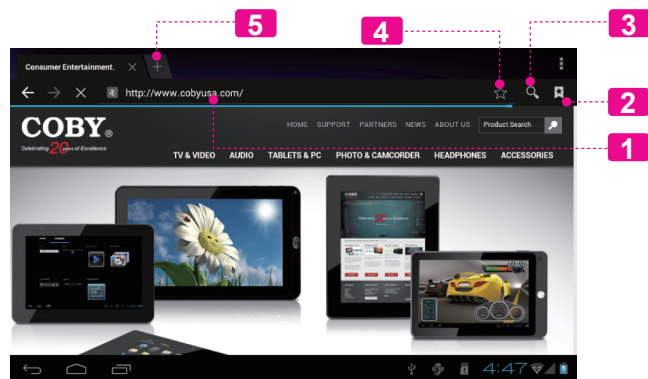 5
4
3
Consumer Entertainment.
http://www.cobyusa.com/
2
COBY®
Celebrating 20 years of Excellence
HOME SUPPORT PARTNERS NEWS ABOUT US Product Search
1
TV & VIDEO AUDIO TABLETS & PC PHOTO & CAMCORDER HEADPHONES ACCESSORIES
4:47